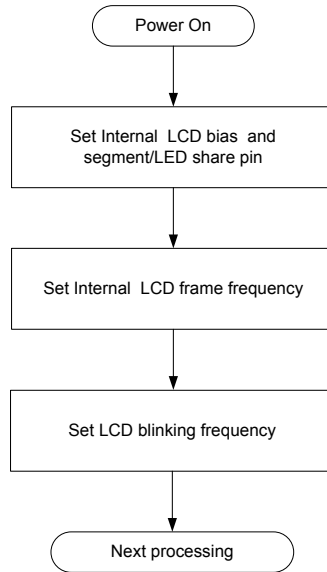 Power On
Set Internal LCD bias and
segment/LED share pin
Set Internal LCD frame frequency
Set LCD blinking frequency
Next processing